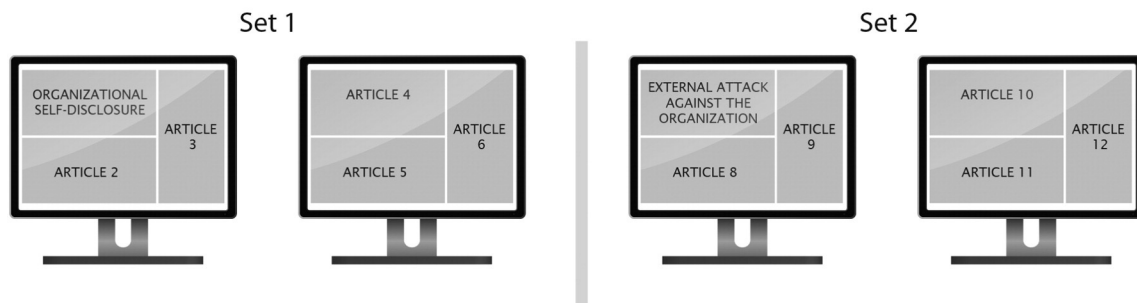 Set 1
Set 2
ORGANIZATIONAL
SELF-DISCLOSURE
ARTICLE 2
ARTICLE
3
ARTICLE 4
ARTICLE 5
ARTICLE
6
EXTERNAL ATTACK
AGAINST THE
ORGANIZATION
ARTICLE 8
ARTICLE
9
ARTICLE 10
ARTICLE 11
ARTICLE
12